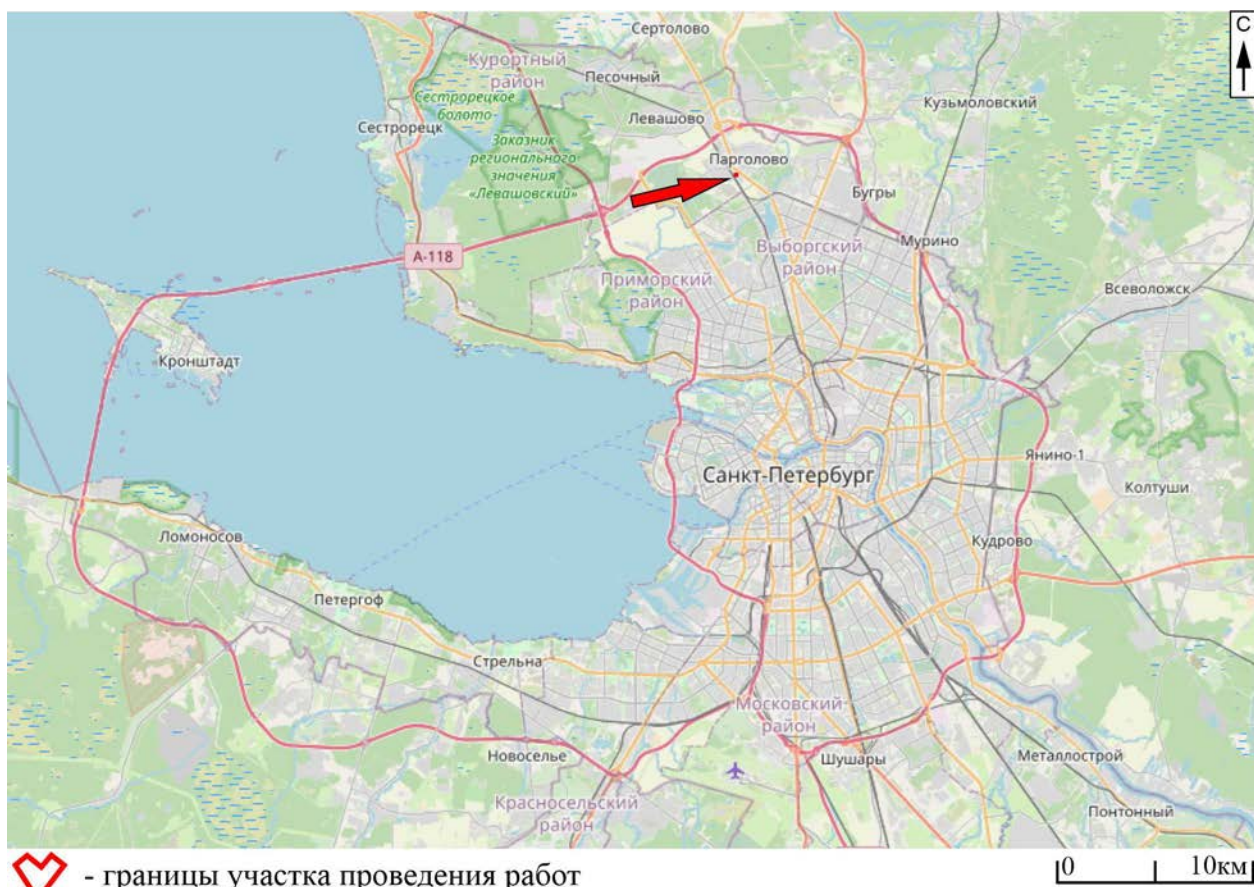 Сертолово
С
Курортный
район
Песочный
Сестрорецкое
болото
Левашово
Кузьмоловский
Сестрорецк
Заказник
регионального
значения
«Левашовский»
Парголово
Бугры
А-118
Выборгский
район
Мурино
Приморский
район
Всеволожск
Кронштадт
Янино-1
Санкт-Петербург
Колтуши
Ломоносов
Кудрово
Петергоф
Стрельна
Московский
район
Новоселье
Шушары
Металлострой
Красносельский
район
Понтонный
- границы участка проведения работ
0 10км